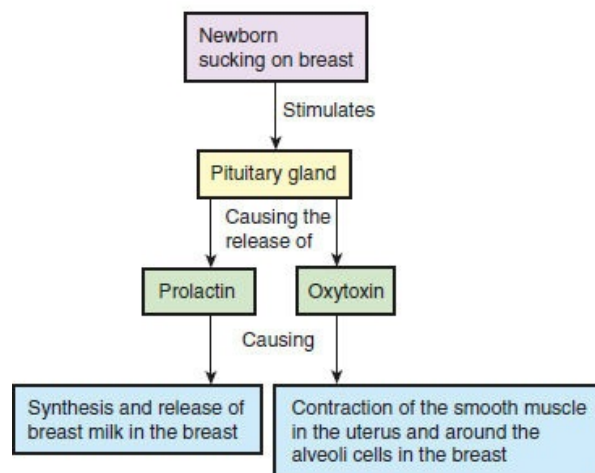 Newborn
sucking on breast
Stimulates
Pituitary gland
Causing the
release of
Prolactin
Oxytoxin
Causing
Synthesis and release of
breast milk in the breast
Contraction of the smooth muscle
in the uterus and around the
alveoli cells in the breast